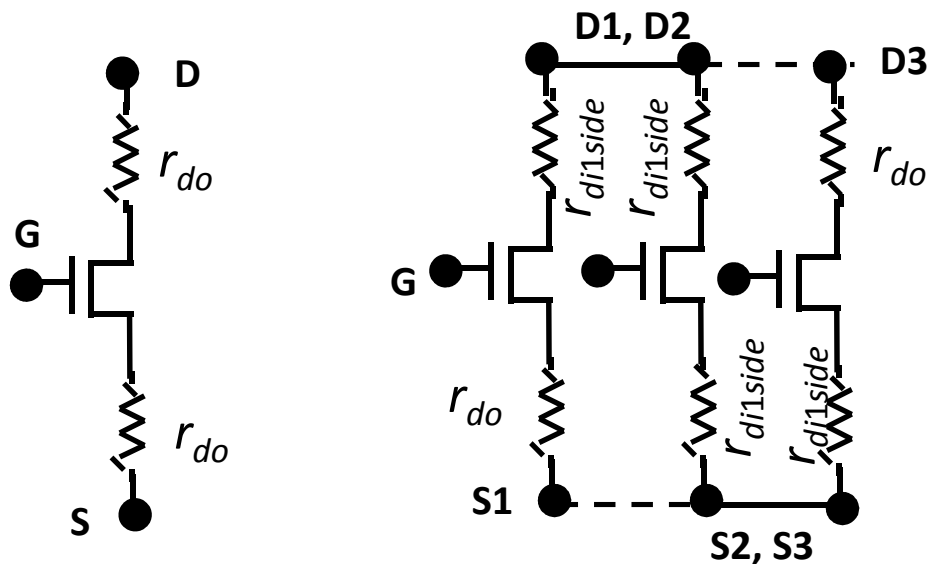 D
r_do
G
r_do
S
D1, D2
D3
r_di1side
r_di1side
r_do
G
r_do
r_di1side
r_di1side
S1
S2, S3